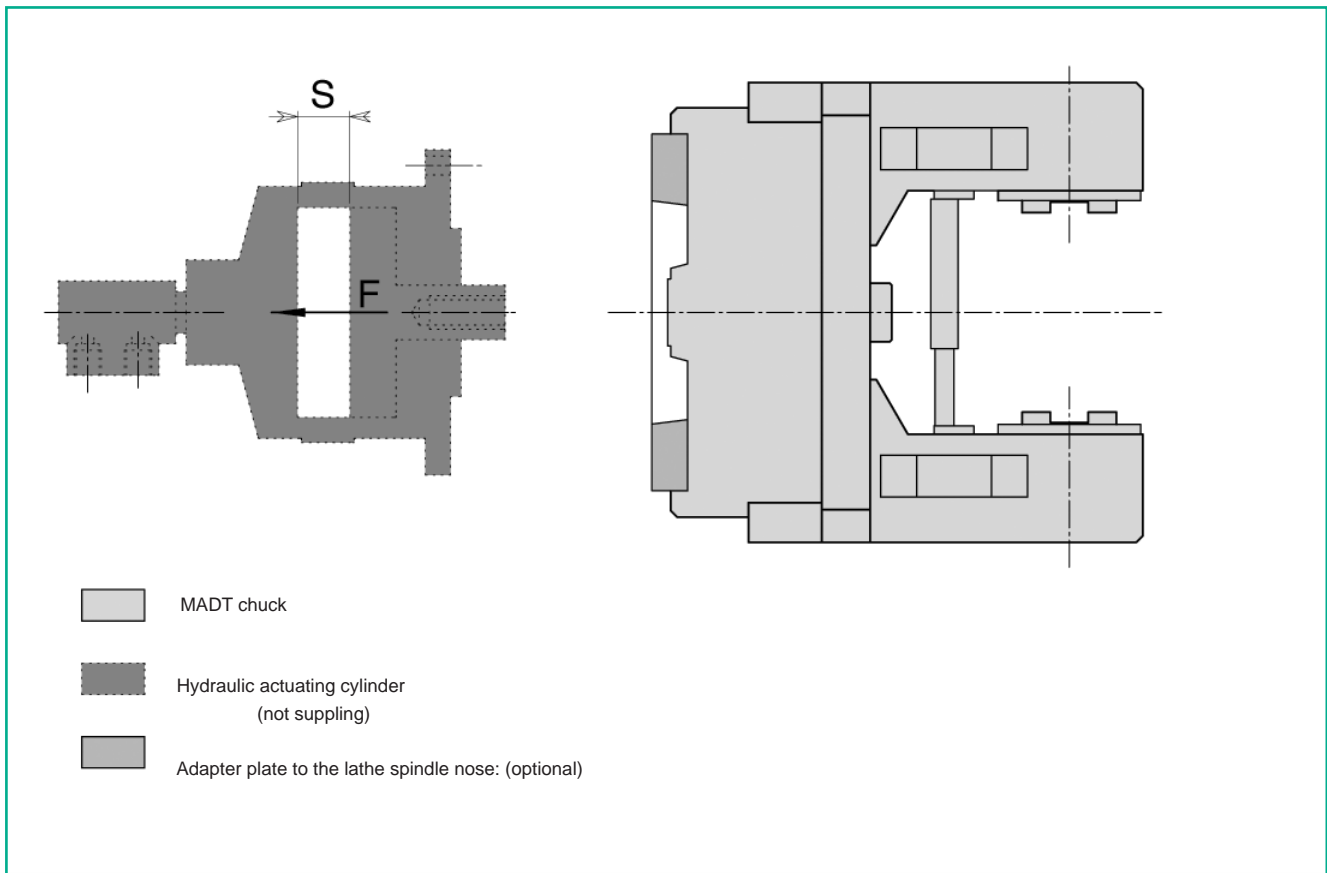 S
F
MADT chuck
Hydraulic actuating cylinder
(not suppling)
Adapter plate to the lathe spindle nose: (optional)